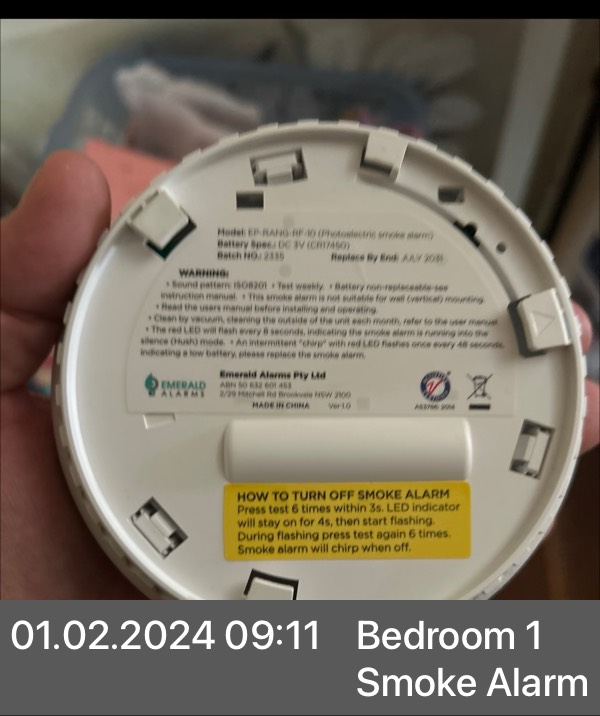 Model: EP-RANG-RF-10 (Photoelectric smoke alarm)
Battery Spec.: DC 3V (CR17450)
Batch NO.: 2335 Replace By End: JULY
WARNING:
• Sound pattern: ISO8201 • Test weekly. • Battery non-replaceable-see
instruction manual. • This smoke alarm is not suitable for wall (vertical) mounting.
• Read the users manual before installing and operating.
• Clean by vacuum, cleaning the outside of the unit each month, refer to the user manual.
• The red LED will flash every 8 seconds, indicating the smoke alarm is running into the
silence (Hush) mode. • An intermittent "chirp" with red LED flashes once every 48 seconds,
indicating a low battery, please replace the smoke alarm.
EMERALD
ALARMS
Emerald Alarms Pty Ltd
ABN 50 632 601 453
2/29 Mitchell Rd Brookvale NSW 2100
MADE IN CHINA Ver:1.0
AS3786: 2014
HOW TO TURN OFF SMOKE ALARM
Press test 6 times within 3s. LED indicator
will stay on for 4s, then start flashing.
During flashing press test again 6 times.
Smoke alarm will chirp when off.
01.02.2024 09:11 Bedroom 1
Smoke Alarm